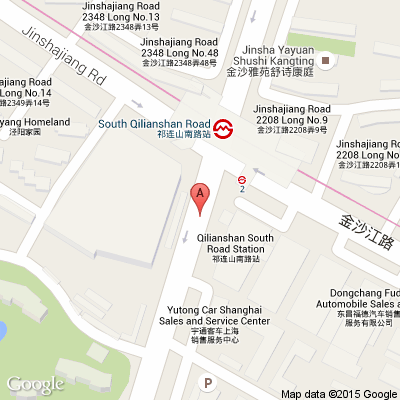 Jinshajiang Road
2348 Long No.13
金沙江路2348弄13号
Jinshajiang Rd
Jinshajiang Road
2348 Long No.48
金沙江路2348弄48号
Jinsha Yayuan
Shushi Kangting
金沙雅苑舒诗康庭
Jinshajiang Road
Long No.14
金沙江路2349弄14号
yang Homeland
泾阳家园
South Qilianshan Road
祁连山南路站
Jinshajiang Road
2208 Long No.9
金沙江路2208弄9号
Jinshajiang Road
2208 Long No
金沙江路2208弄
2
A
金沙江路
Qilianshan South
Road Station
祁连山南路站
Yutong Car Shanghai
Sales and Service Center
宇通客车上海
销售服务中心
Dongchang Fud
Automobile Sales a
东昌福德汽车销售
服务有限公司
P
Google
Map data ©2015 Google